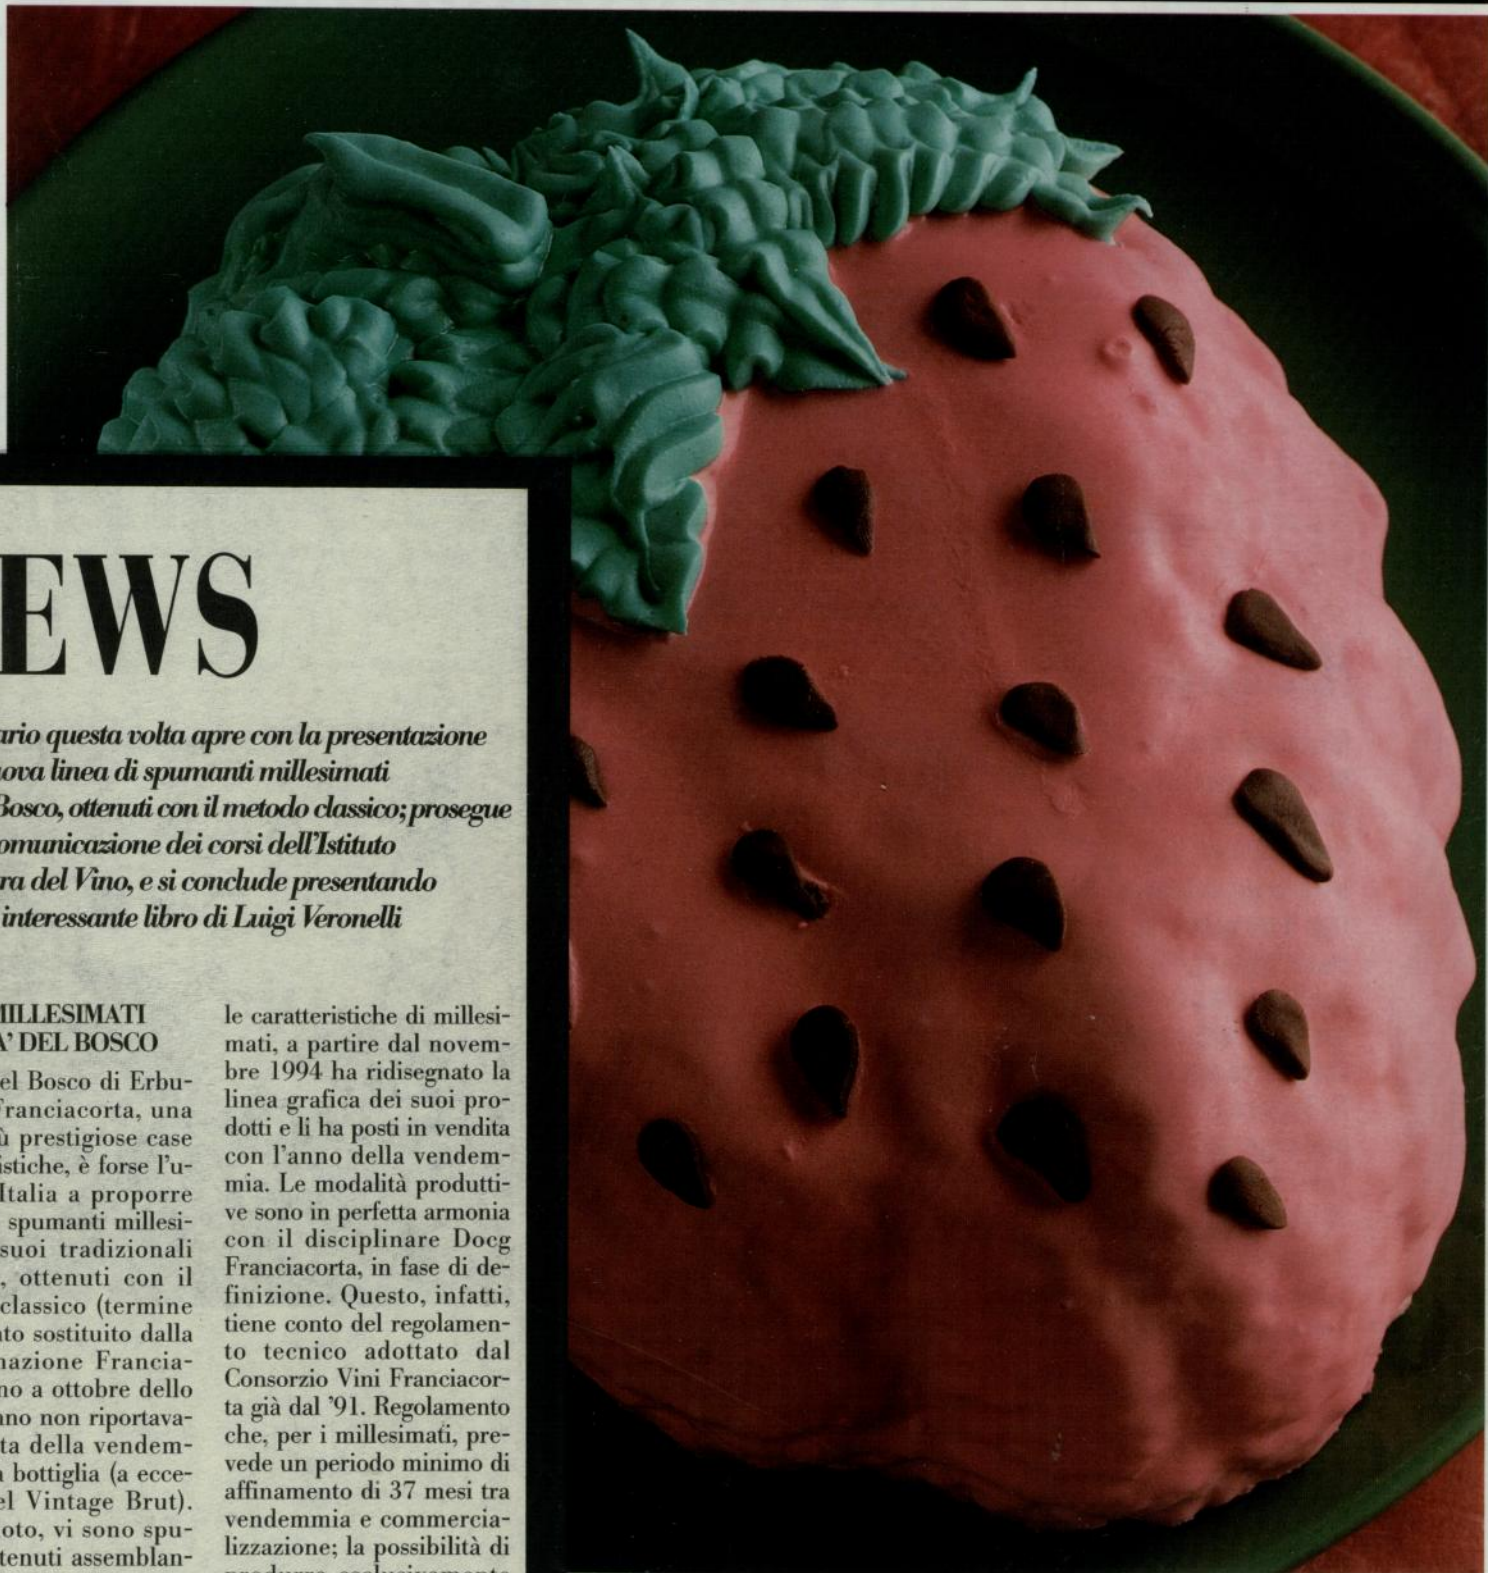 EWS
ario questa volta apre con la presentazione
ova linea di spumanti millesimati
Bosco, ottenuti con il metodo classico; prosegue
omunicazione dei corsi dell'Istituto
ra del Vino, e si conclude presentando
interessante libro di Luigi Veronelli
MILLESIMATI
A' DEL BOSCO
el Bosco di Erbu-
Franciacorta, una
ù prestigiose case
istiche, è forse l'u-
Italia a proporre
spumanti millesi-
suoi tradizionali
, ottenuti con il
classico (termine
to sostituito dalla
nazione Francia-
no a ottobre dello
nno non riportava-
ta della vendem-
a bottiglia (a ecce-
el Vintage Brut).
oto, vi sono spu-
tenuti assemblan-
le caratteristiche di millesi-
mati, a partire dal novem-
bre 1994 ha ridisegnato la
linea grafica dei suoi pro-
dotti e li ha posti in vendita
con l'anno della vendem-
mia. Le modalità produtti-
ve sono in perfetta armonia
con il disciplinare Docg
Franciacorta, in fase di de-
finizione. Questo, infatti,
tiene conto del regolamen-
to tecnico adottato dal
Consorzio Vini Franciacor-
ta già dal '91. Regolamento
che, per i millesimati, pre-
vede un periodo minimo di
affinamento di 37 mesi tra
vendemmia e commercia-
lizzazione; la possibilità di